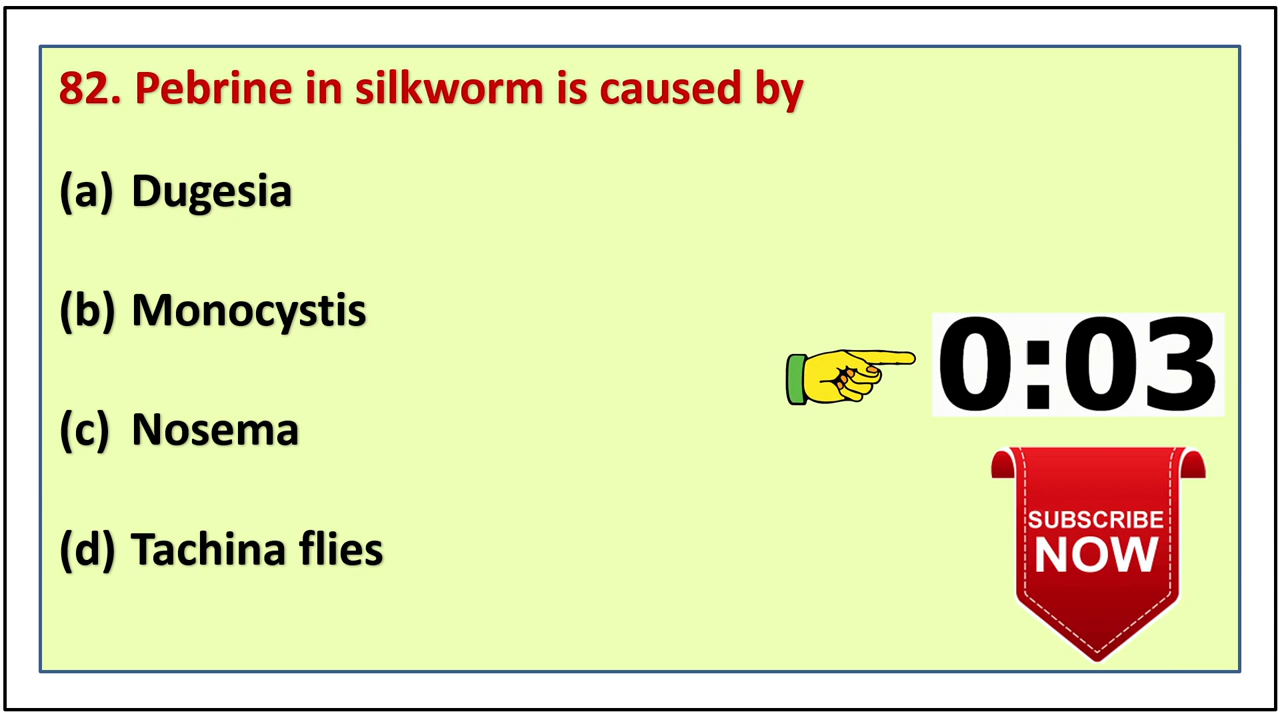 82. Pebrine in silkworm is caused by
(a) Dugesia
(b) Monocystis
(c) Nosema
(d) Tachina flies
0:03
SUBSCRIBE
NOW